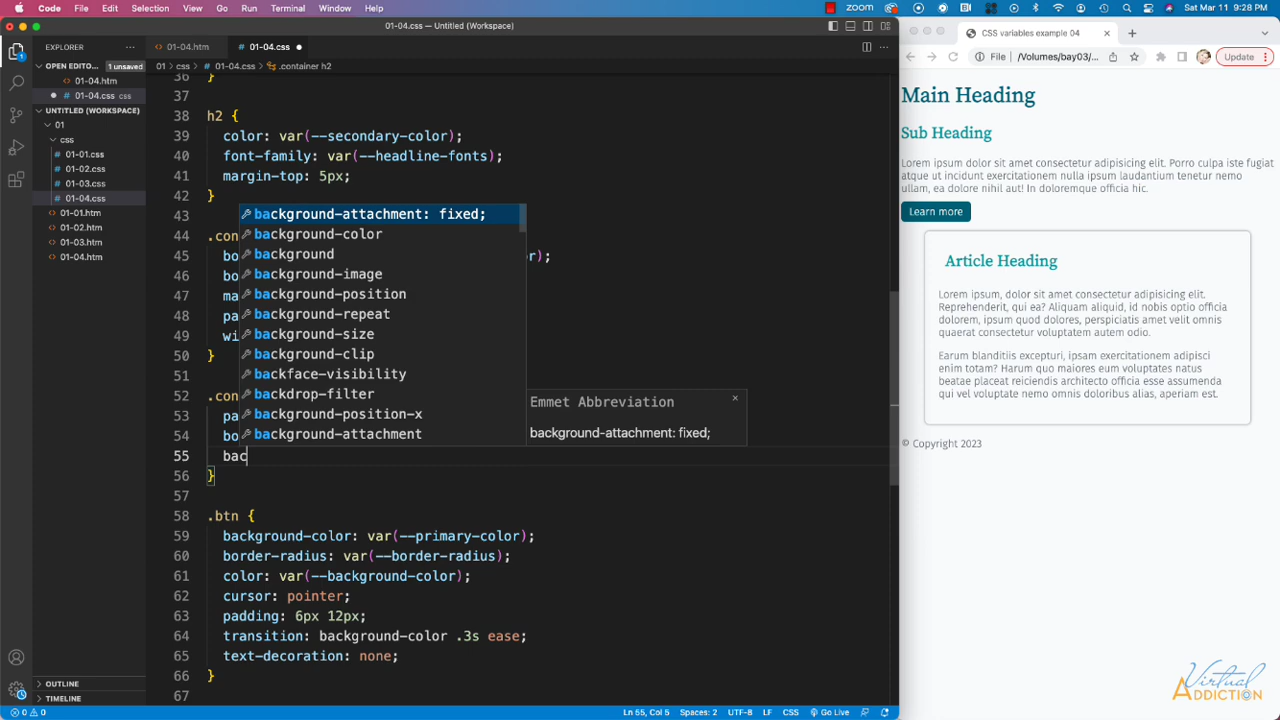 Code File Edit Selection View Go Run Terminal Window Help zoom Sat Mar 11 9:28 PM
01-04.css — Untitled (Workspace)
EXPLORER ···
01-04.htm
# 01-04.css
CSS variables example 04 × +
OPEN EDITO... 1 unsaved
01 > css > # 01-04.css > .container h2
File /Volumes/bay03/... Update
01-04.htm
# 01-04.css css
UNTITLED (WORKSPACE)
01
css
# 01-01.css
# 01-02.css
# 01-03.css
# 01-04.css
01-01.htm
01-02.htm
01-03.htm
01-04.htm
OUTLINE
TIMELINE
36 }
37
38 h2 {
39 color: var(--secondary-color);
40 font-family: var(--headline-fonts);
41 margin-top: 5px;
42 }
43
44 .con
45 bo r);
46 bo
47 ma
48 pa
49 wi
50 }
51
52 .con
53 pa
54 bo
55 bac
56 }
57
58 .btn {
59 background-color: var(--primary-color);
60 border-radius: var(--border-radius);
61 color: var(--background-color);
62 cursor: pointer;
63 padding: 6px 12px;
64 transition: background-color .3s ease;
65 text-decoration: none;
66 }
67
background-attachment: fixed;
background-color
background
background-image
background-position
background-repeat
background-size
background-clip
backface-visibility
backdrop-filter
background-position-x
background-attachment
Emmet Abbreviation ×
background-attachment: fixed;
Main Heading
Sub Heading
Lorem ipsum dolor sit amet consectetur adipisicing elit. Porro culpa iste fugiat
atque ut incidunt exercitationem nulla ipsum laudantium tenetur nemo
ullam, ea dolore nihil aut! In doloremque officia hic.
Learn more
Article Heading
Lorem ipsum, dolor sit amet consectetur adipisicing elit.
Reprehenderit, qui ea? Aliquam aliquid, id nobis optio officia
dolorem, ipsum quod dolores, perspiciatis amet velit omnis
quaerat consectetur voluptatem autem odio.
Earum blanditiis excepturi, ipsam exercitationem adipisci
enim totam? Harum quo maiores eum voluptates natus
beatae placeat reiciendis architecto officia esse assumenda
qui vel voluptate nemo omnis doloribus alias, aperiam est.
© Copyright 2023
Virtual
ADDICTION
0 0 Ln 55, Col 5 Spaces: 2 UTF-8 LF CSS Go Live